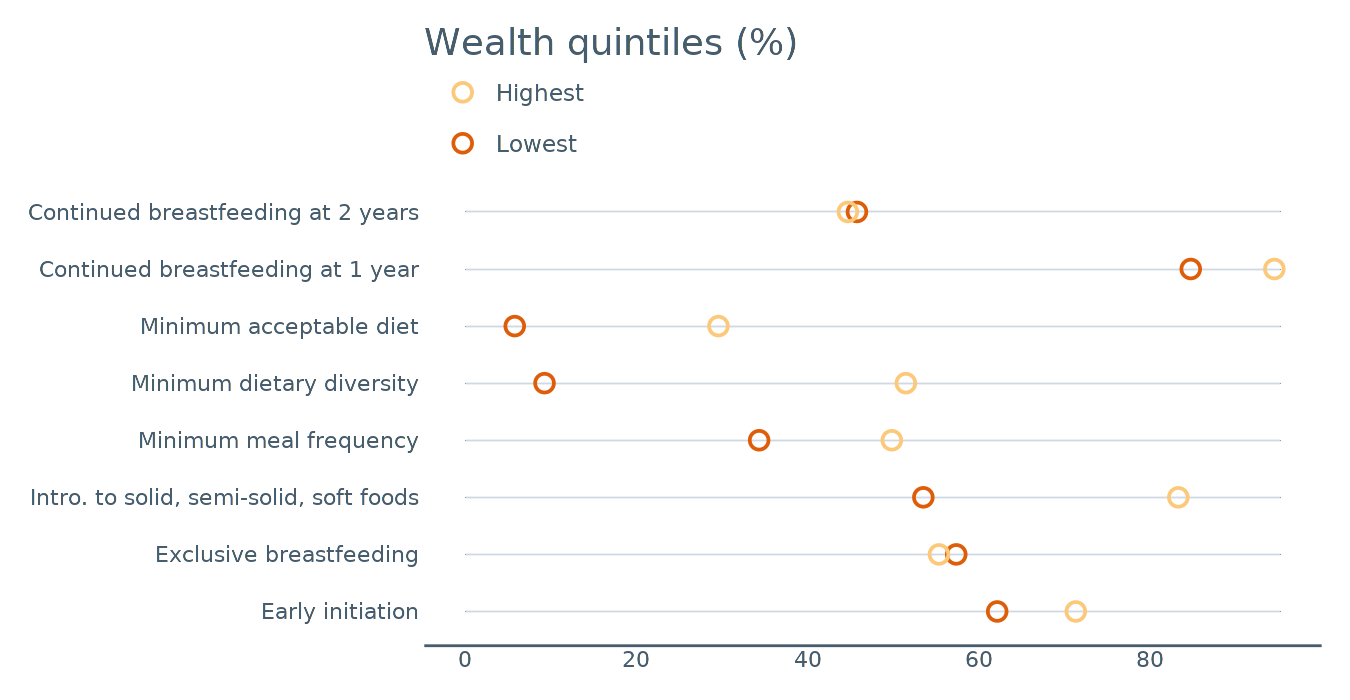 Wealth quintiles (%)
Highest
Lowest
Continued breastfeeding at 2 years
Continued breastfeeding at 1 year
Minimum acceptable diet
Minimum dietary diversity
Minimum meal frequency
Intro. to solid, semi-solid, soft foods
Exclusive breastfeeding
Early initiation
0 20 40 60 80